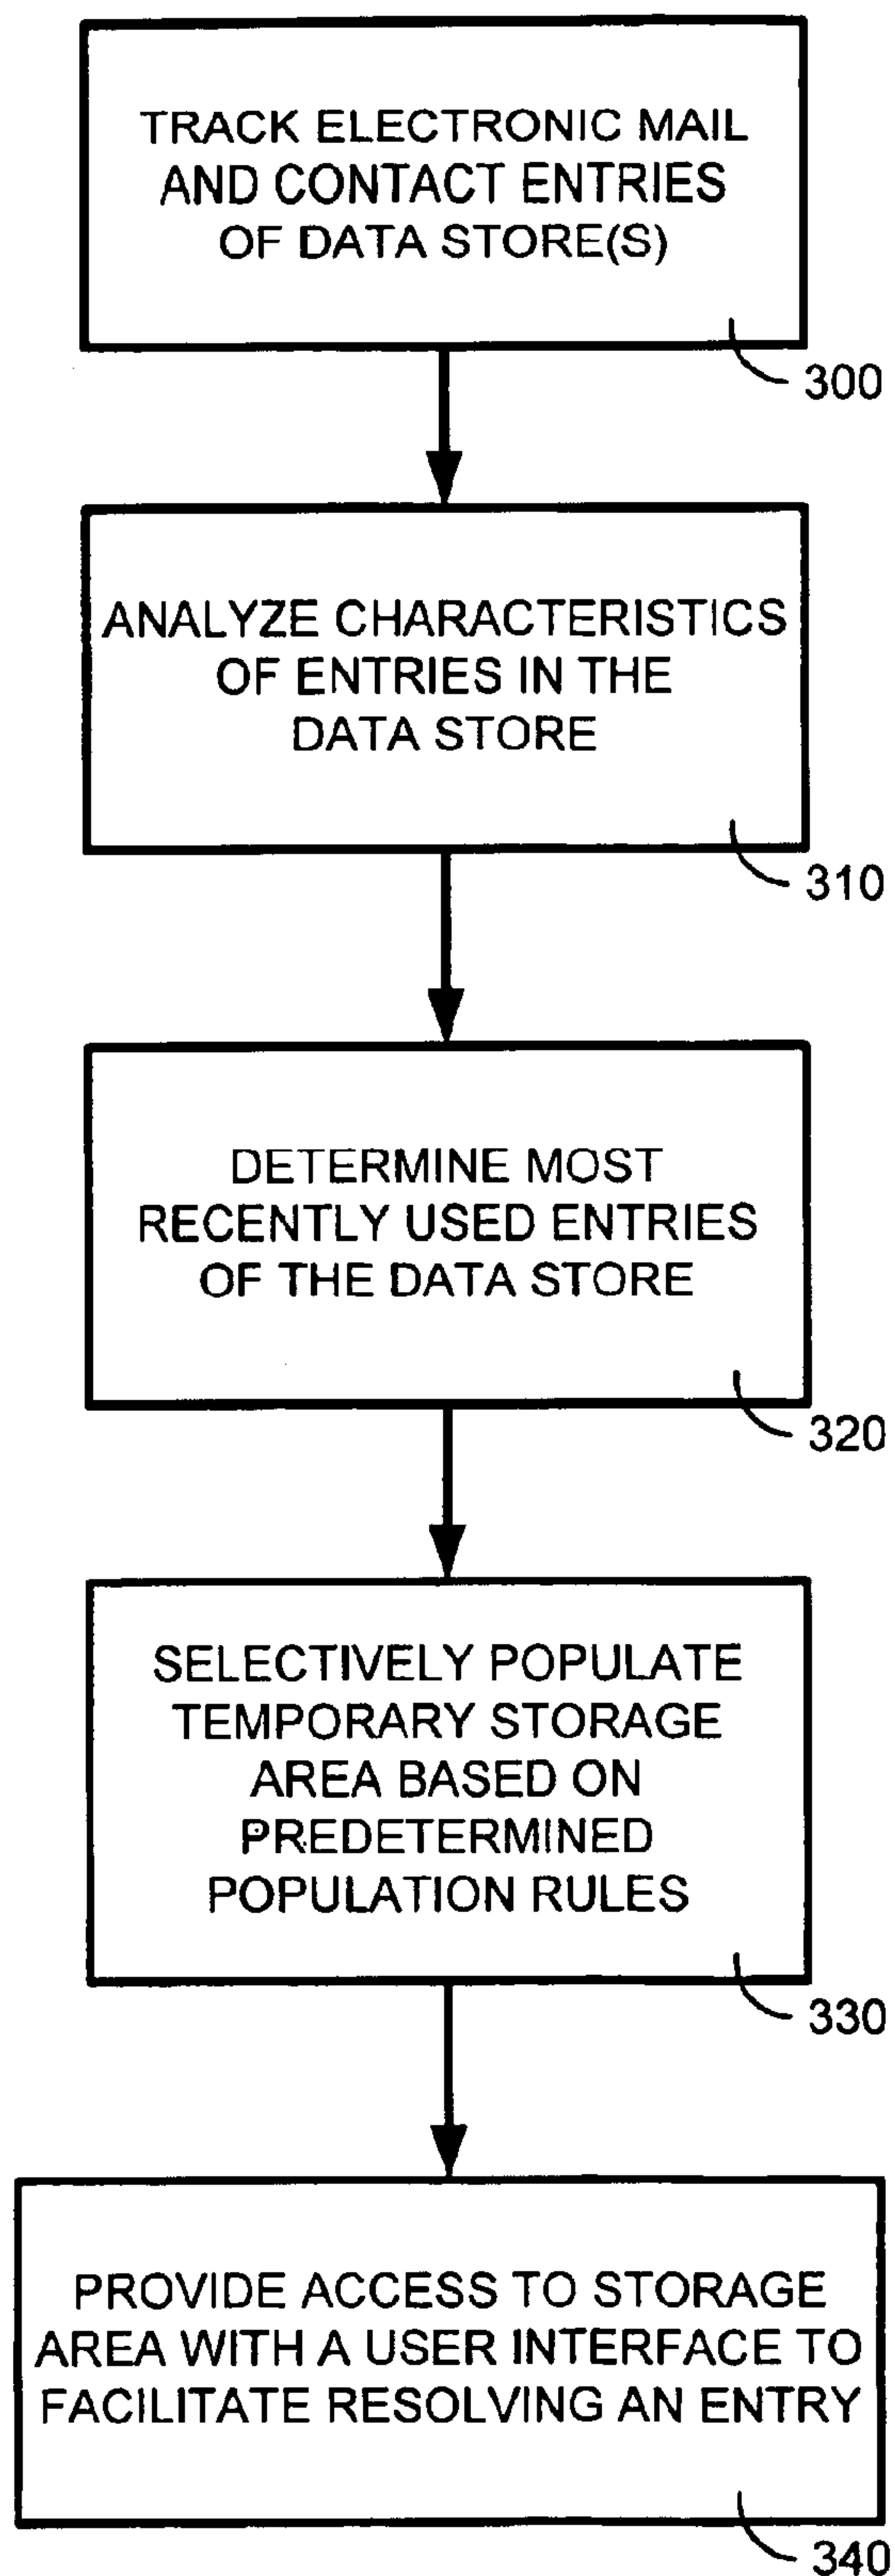 TRACK ELECTRONIC MAIL
AND CONTACT ENTRIES
OF DATA STORE(S)
300
ANALYZE CHARACTERISTICS
OF ENTRIES IN THE
DATA STORE
310
DETERMINE MOST
RECENTLY USED ENTRIES
OF THE DATA STORE
320
SELECTIVELY POPULATE
TEMPORARY STORAGE
AREA BASED ON
PREDETERMINED
POPULATION RULES
330
PROVIDE ACCESS TO STORAGE
AREA WITH A USER INTERFACE TO
FACILITATE RESOLVING AN ENTRY
340